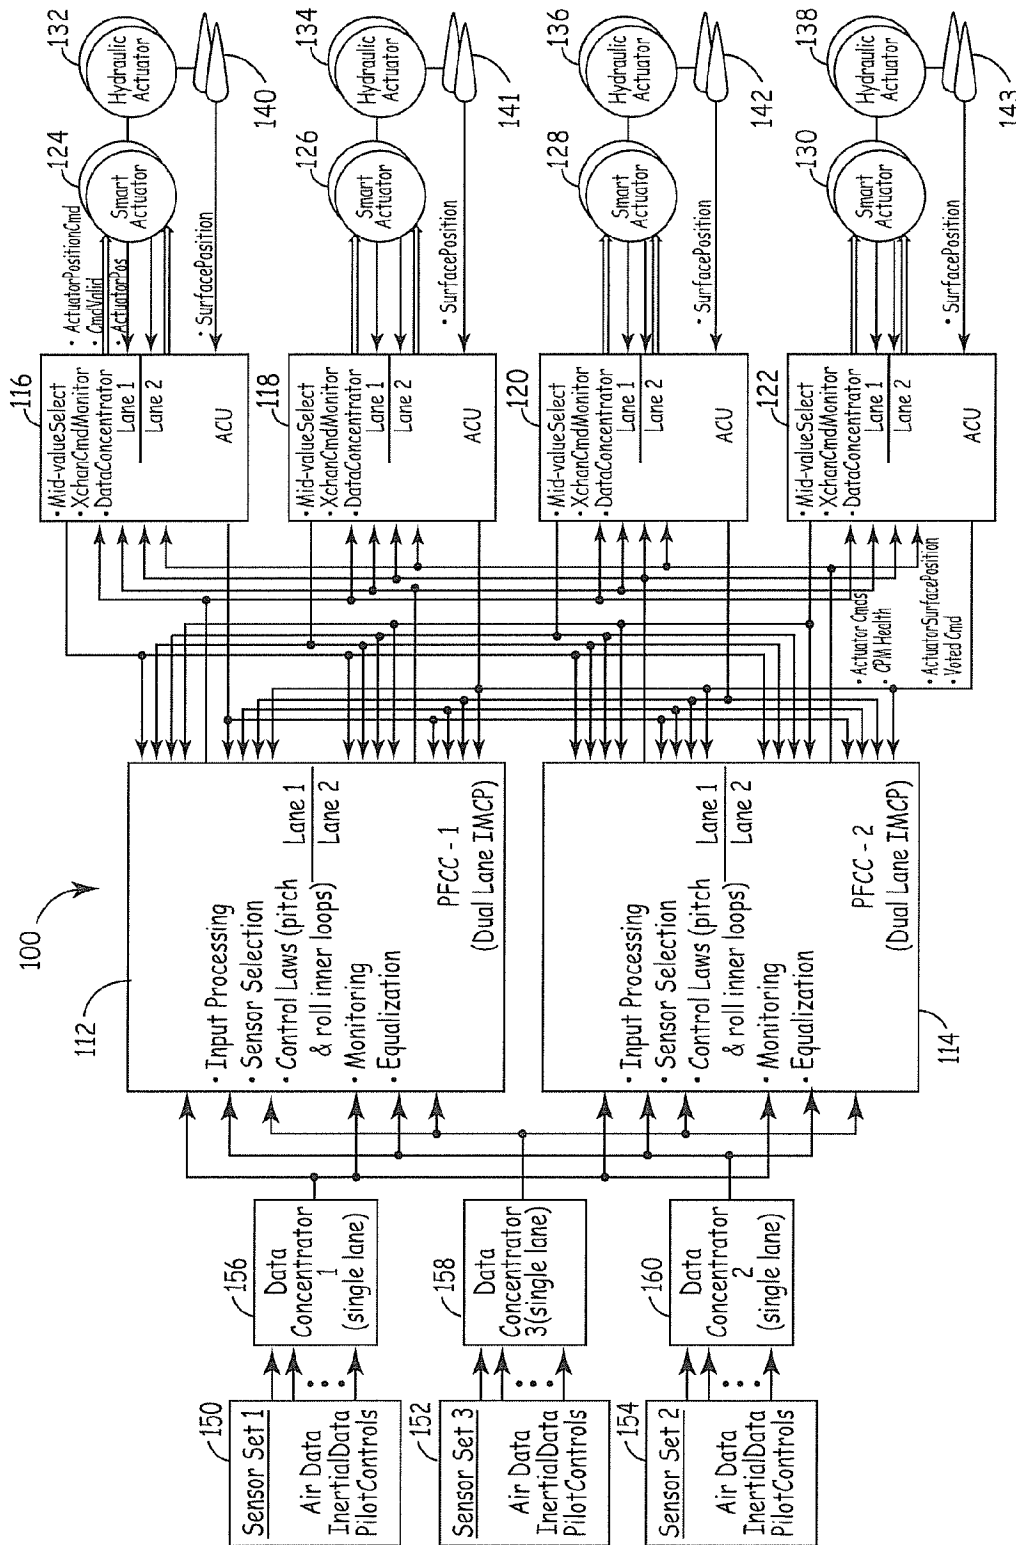 100
150
Sensor Set 1
Air Data
InertialData
PilotControls
152
Sensor Set 3
Air Data
InertialData
PilotControls
154
Sensor Set 2
Air Data
InertialData
PilotControls
156
Data
Concentrator
1
(single lane)
158
Data
Concentrator
3(single lane)
160
Data
Concentrator
2
(single lane)
112
• Input Processing
• Sensor Selection
• Control Laws (pitch
& roll inner loops)
• Monitoring
• Equalization
Lane 1
Lane 2
PFCC - 1
(Dual Lane IMCP)
114
• Input Processing
• Sensor Selection
• Control Laws (pitch
& roll inner loops)
• Monitoring
• Equalization
Lane 1
Lane 2
PFCC - 2
(Dual Lane IMCP)
• Actuator Cmds
• CPM Health
• ActuatorSurfacePosition
• Voted Cmd
116
• Mid-valueSelect
• XchanCmdMonitor
• DataConcentrator
Lane 1
Lane 2
ACU
118
• Mid-valueSelect
• XchanCmdMonitor
• DataConcentrator
Lane 1
Lane 2
ACU
120
• Mid-valueSelect
• XchanCmdMonitor
• DataConcentrator
Lane 1
Lane 2
ACU
122
• Mid-valueSelect
• XchanCmdMonitor
• DataConcentrator
Lane 1
Lane 2
ACU
• ActuatorPositionCmd
• CmdValid
• ActuatorPos
• SurfacePosition
• SurfacePosition
• SurfacePosition
• SurfacePosition
124
Smart
Actuator
132
Hydraulic
Actuator
140
126
Smart
Actuator
134
Hydraulic
Actuator
141
128
Smart
Actuator
136
Hydraulic
Actuator
142
130
Smart
Actuator
138
Hydraulic
Actuator
143